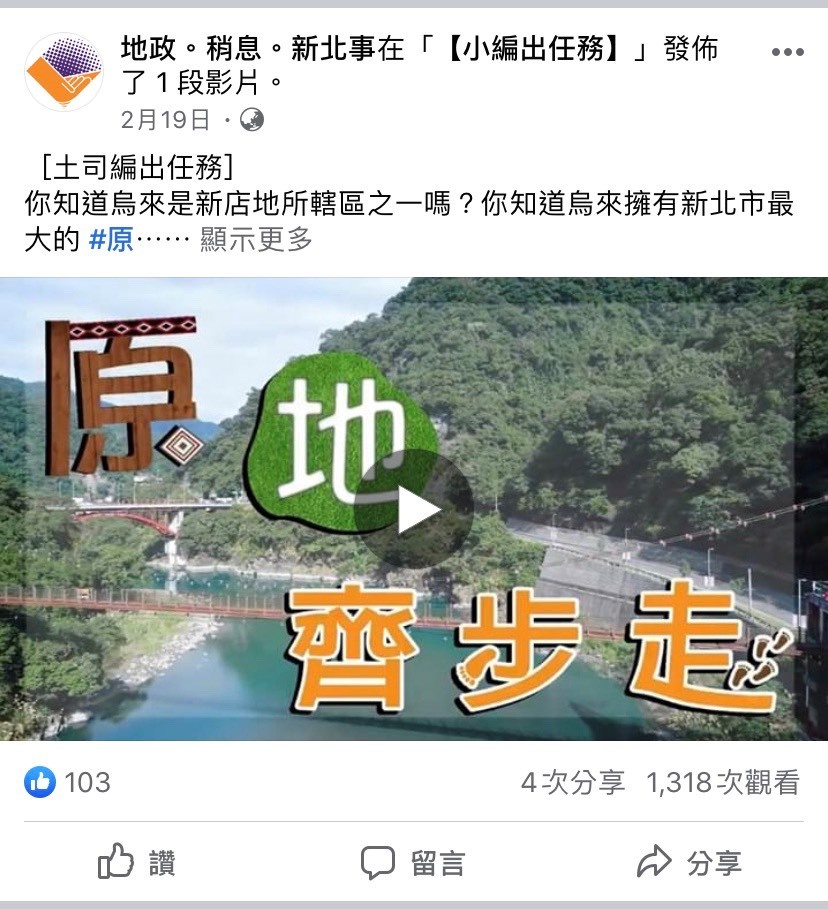 地政。稍息。新北事在「【小編出任務】」發佈
了 1 段影片。
2月19日 ·
［土司編出任務］
你知道烏來是新店地所轄區之一嗎？你知道烏來擁有新北市最
大的 #原⋯⋯ 顯示更多
原地
齊步走
103
4次分享 1,318次觀看
讚 留言 分享